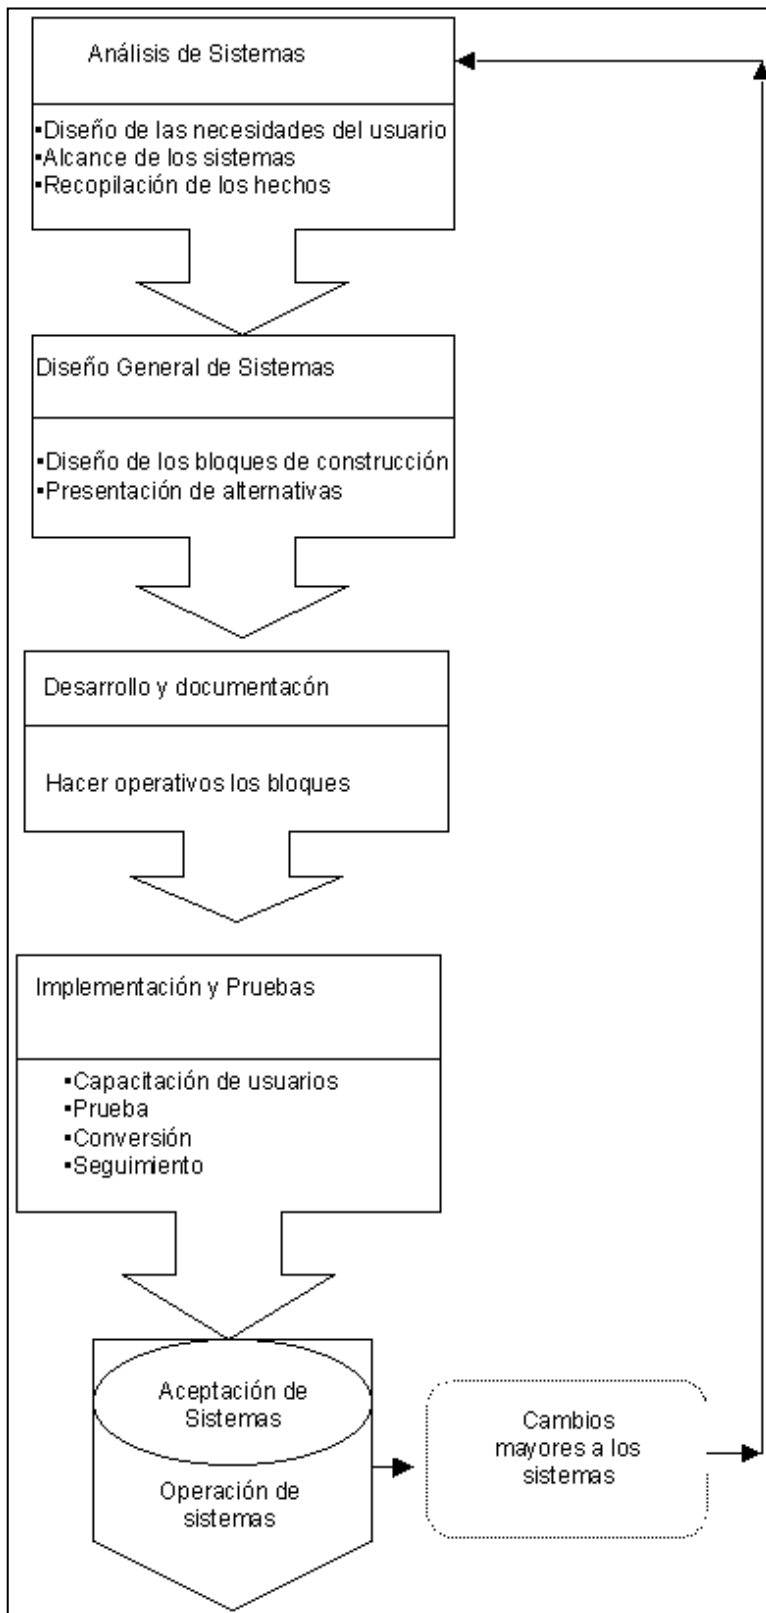 Análisis de Sistemas
▪Diseño de las necesidades del usuario
▪Alcance de los sistemas
▪Recopilación de los hechos
Diseño General de Sistemas
▪Diseño de los bloques de construcción
▪Presentación de alternativas
Desarrollo y documentacón
Hacer operativos los bloques
Implementación y Pruebas
▪Capacitación de usuarios
▪Prueba
▪Conversión
▪Seguimiento
Aceptación de
Sistemas
Operación de
sistemas
Cambios
mayores a los
sistemas